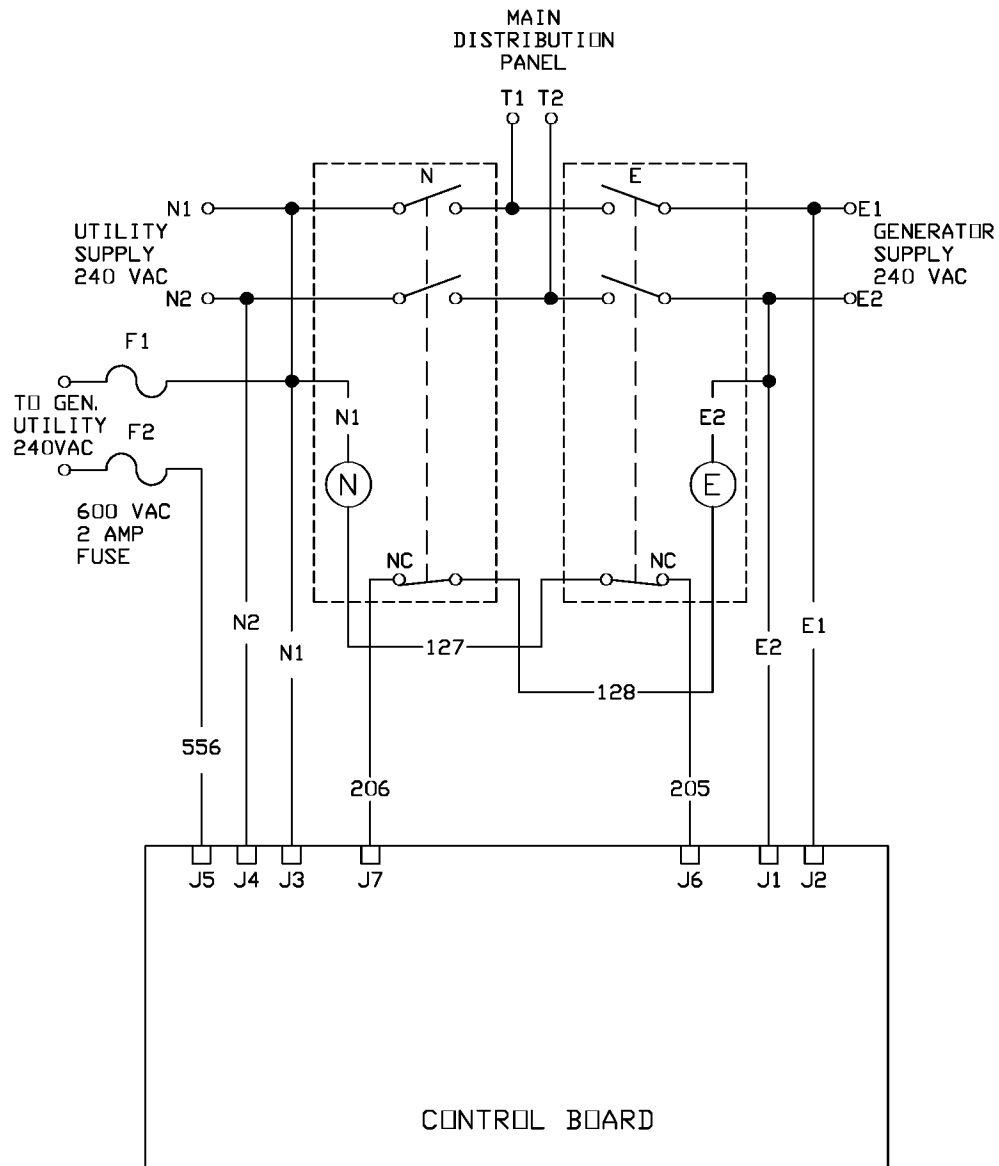 MAIN
DISTRIBUTION
PANEL
T1 T2
N E
N1
UTILITY
SUPPLY
240 VAC
N2
E1
GENERATOR
SUPPLY
240 VAC
E2
F1
TO GEN.
UTILITY
240VAC
F2
600 VAC
2 AMP
FUSE
N1
E2
N
E
NC
NC
N2
N1
127
128
E2
E1
556
206
205
J5 J4 J3 J7 J6 J1 J2
CONTROL BOARD